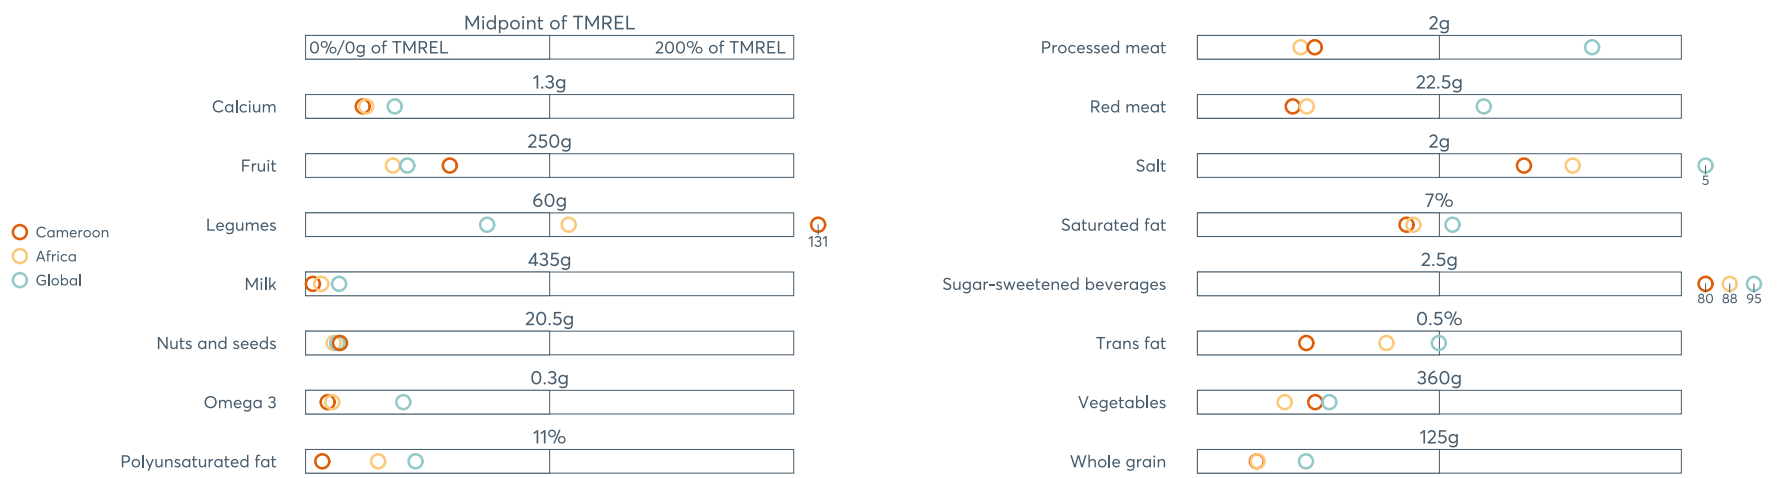 Midpoint of TMREL
0%/0g of TMREL 200% of TMREL
1.3g
Calcium
250g
Fruit
60g
Legumes
131
435g
Milk
20.5g
Nuts and seeds
0.3g
Omega 3
11%
Polyunsaturated fat
Cameroon
Africa
Global
2g
Processed meat
22.5g
Red meat
2g
Salt
5
7%
Saturated fat
2.5g
Sugar-sweetened beverages
80 88 95
0.5%
Trans fat
360g
Vegetables
125g
Whole grain